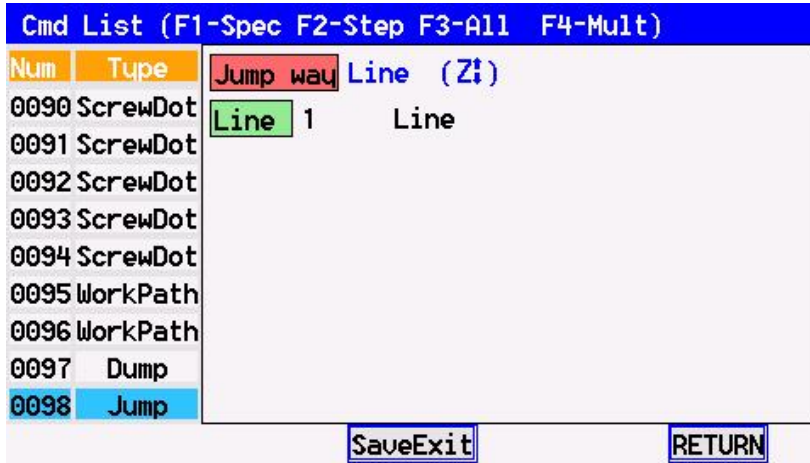 Cmd List (F1-Spec F2-Step F3-All F4-Mult)
Num Type
Jump way Line (Z↕)
0090 ScrewDot
Line 1 Line
0091 ScrewDot
0092 ScrewDot
0093 ScrewDot
0094 ScrewDot
0095 WorkPath
0096 WorkPath
0097 Dump
0098 Jump
SaveExit RETURN